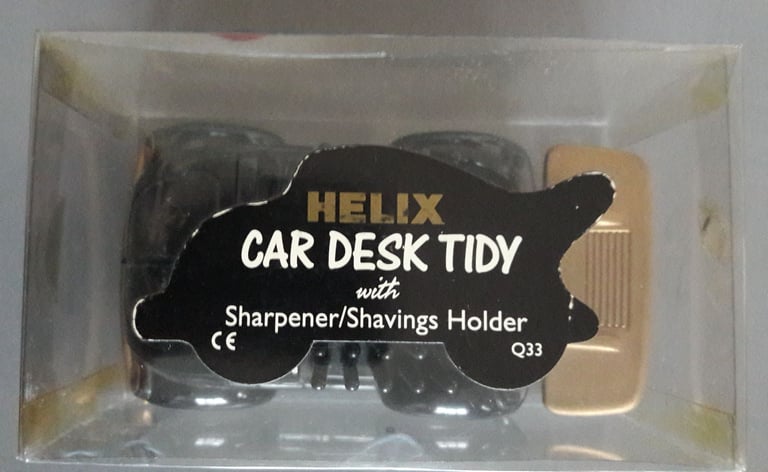 HELIX
CAR DESK TIDY
with
Sharpener/Shavings Holder
CE
Q33